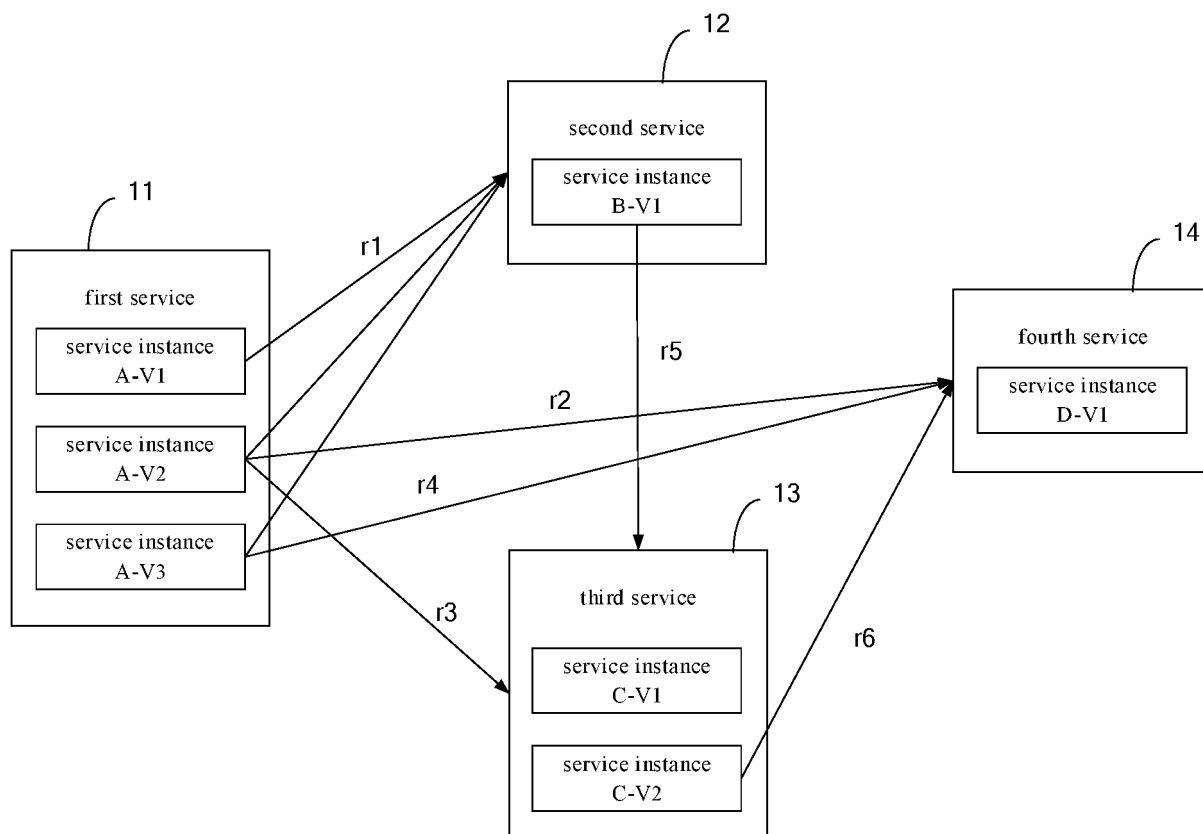 12
second service
service instance
B-V1
11
r1
first service
service instance
A-V1
service instance
A-V2
service instance
A-V3
14
fourth service
service instance
D-V1
r5
r2
r4
r3
13
third service
service instance
C-V1
service instance
C-V2
r6